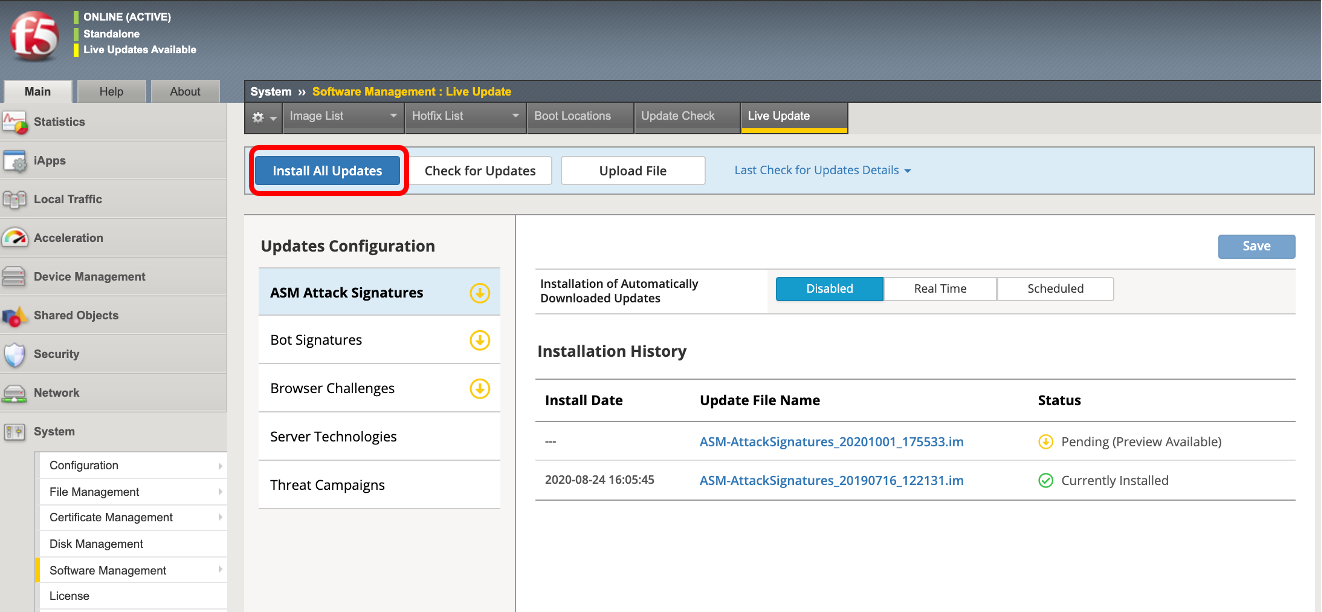 f5
ONLINE (ACTIVE)
Standalone
Live Updates Available
Main
Help
About
System ›› Software Management : Live Update
Image List
Hotfix List
Boot Locations
Update Check
Live Update
Statistics
iApps
Local Traffic
Acceleration
Device Management
Shared Objects
Security
Network
System
Configuration
File Management
Certificate Management
Disk Management
Software Management
License
Install All Updates
Check for Updates
Upload File
Last Check for Updates Details
Updates Configuration
ASM Attack Signatures
Bot Signatures
Browser Challenges
Server Technologies
Threat Campaigns
Save
Installation of Automatically
Downloaded Updates
Disabled
Real Time
Scheduled
Installation History
Install Date Update File Name Status
--- ASM-AttackSignatures_20201001_175533.im Pending (Preview Available)
2020-08-24 16:05:45 ASM-AttackSignatures_20190716_122131.im Currently Installed